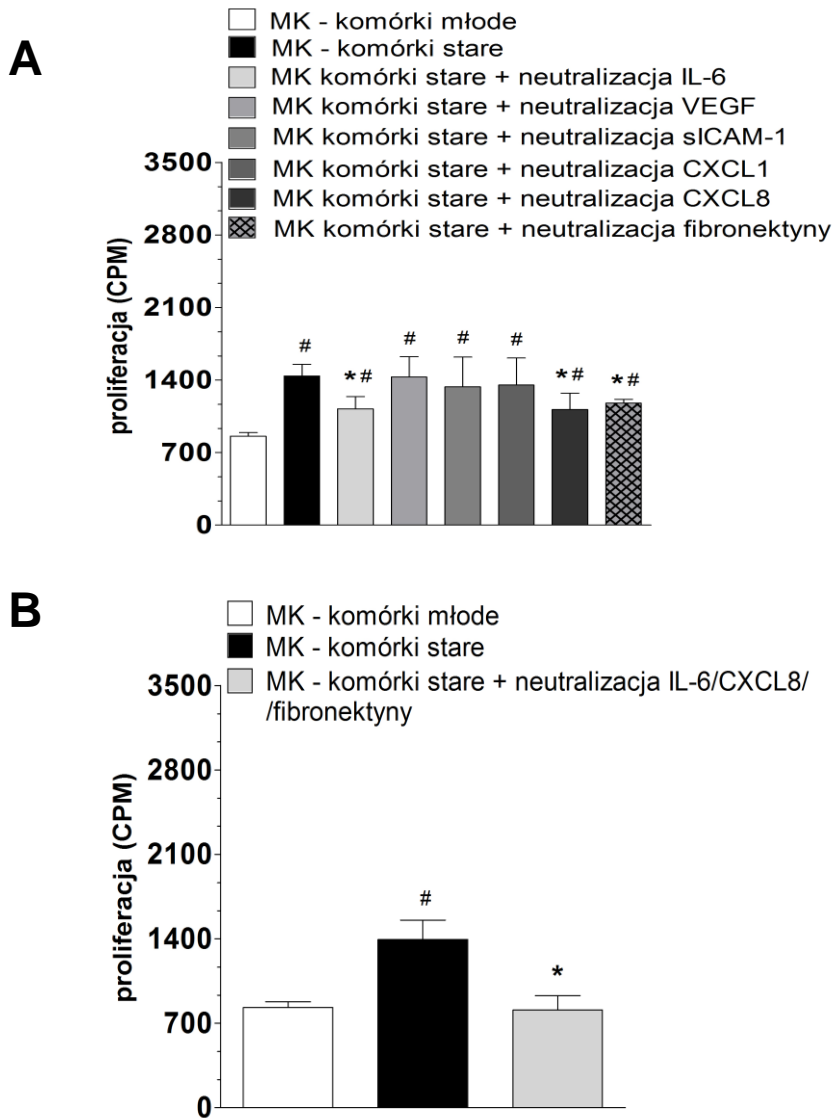 A
MK - komórki młode
MK - komórki stare
MK komórki stare + neutralizacja IL-6
MK komórki stare + neutralizacja VEGF
MK komórki stare + neutralizacja sICAM-1
MK komórki stare + neutralizacja CXCL1
MK komórki stare + neutralizacja CXCL8
MK komórki stare + neutralizacja fibronektyny
proliferacja (CPM)
3500
2800
2100
1400
700
0
#
*#
#
#
#
*#
*#
B
MK - komórki młode
MK - komórki stare
MK - komórki stare + neutralizacja IL-6/CXCL8/
/fibronektyny
proliferacja (CPM)
3500
2800
2100
1400
700
0
#
*